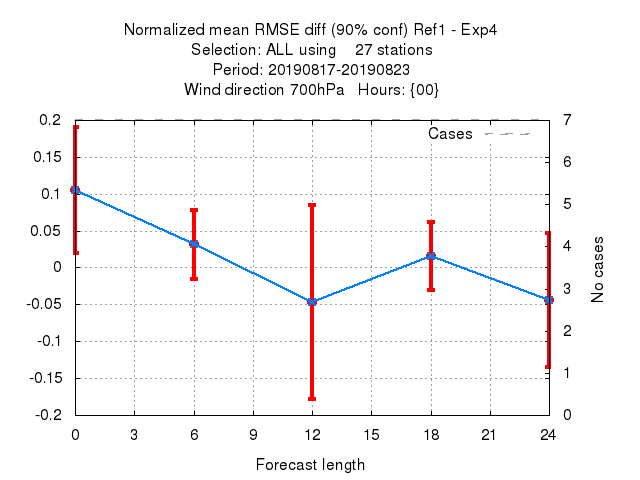 Normalized mean RMSE diff (90% conf) Ref1 - Exp4
Selection: ALL using    27 stations
Period: 20190817-20190823
Wind direction 700hPa   Hours: {00}
Cases
0.2
0.15
0.1
0.05
0
-0.05
-0.1
-0.15
-0.2
7
6
5
4
3
2
1
0
No cases
0 3 6 9 12 15 18 21 24
Forecast length